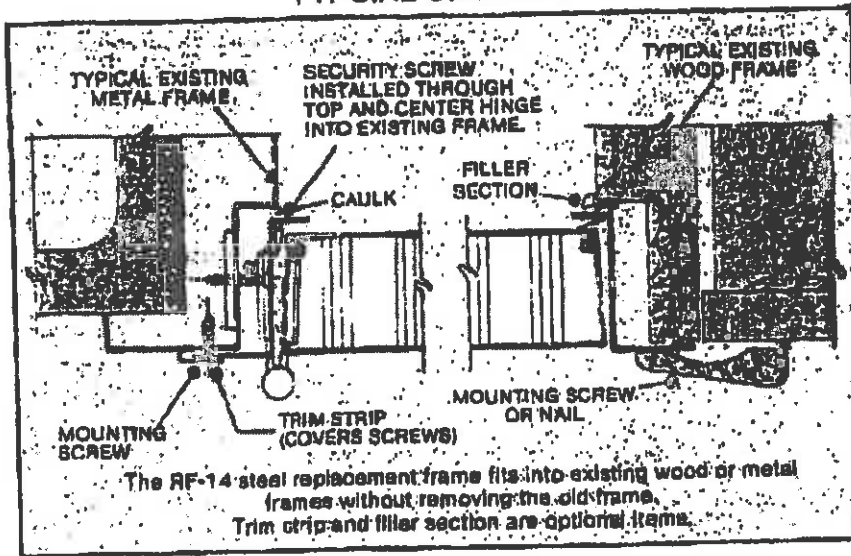 TYPICAL EXISTING
METAL FRAME
SECURITY SCREW
INSTALLED THROUGH
TOP AND CENTER HINGE
INTO EXISTING FRAME.
TYPICAL EXISTING
WOOD FRAME
FILLER
SECTION
CAULK
MOUNTING
SCREW
TRIM STRIP
(COVERS SCREWS)
MOUNTING SCREW
OR NAIL
The RF-14 steel replacement frame fits into existing wood or metal
frames without removing the old frame.
Trim strip and filler section are optional items.